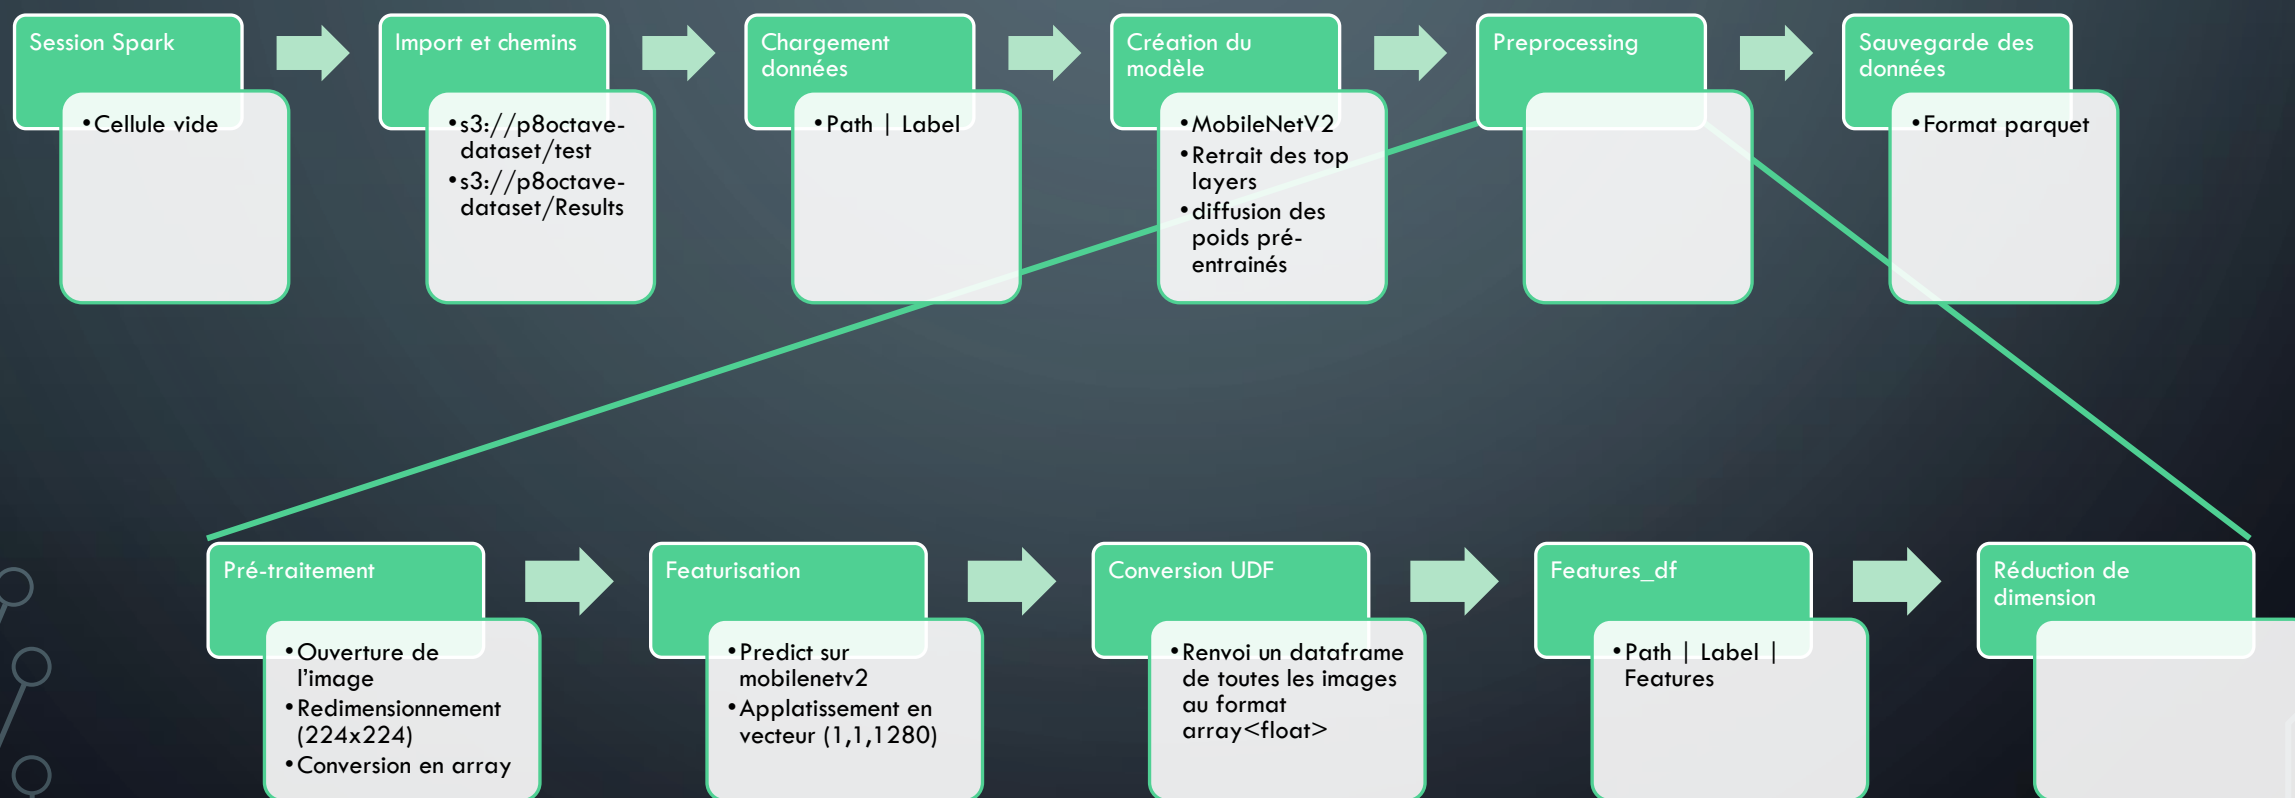 Session Spark
•Cellule vide
Import et chemins
•s3://p8octave-
dataset/test
•s3://p8octave-
dataset/Results
Chargement
données
•Path | Label
Création du
modèle
•MobileNetV2
•Retrait des top
layers
•diffusion des
poids pré-
entrainés
Preprocessing
Sauvegarde des
données
•Format parquet
Pré-traitement
•Ouverture de
l’image
•Redimensionnement
(224x224)
•Conversion en array
Featurisation
•Predict sur
mobilenetv2
•Applatissement en
vecteur (1,1,1280)
Conversion UDF
•Renvoi un dataframe
de toutes les images
au format
array<float>
Features_df
•Path | Label |
Features
Réduction de
dimension